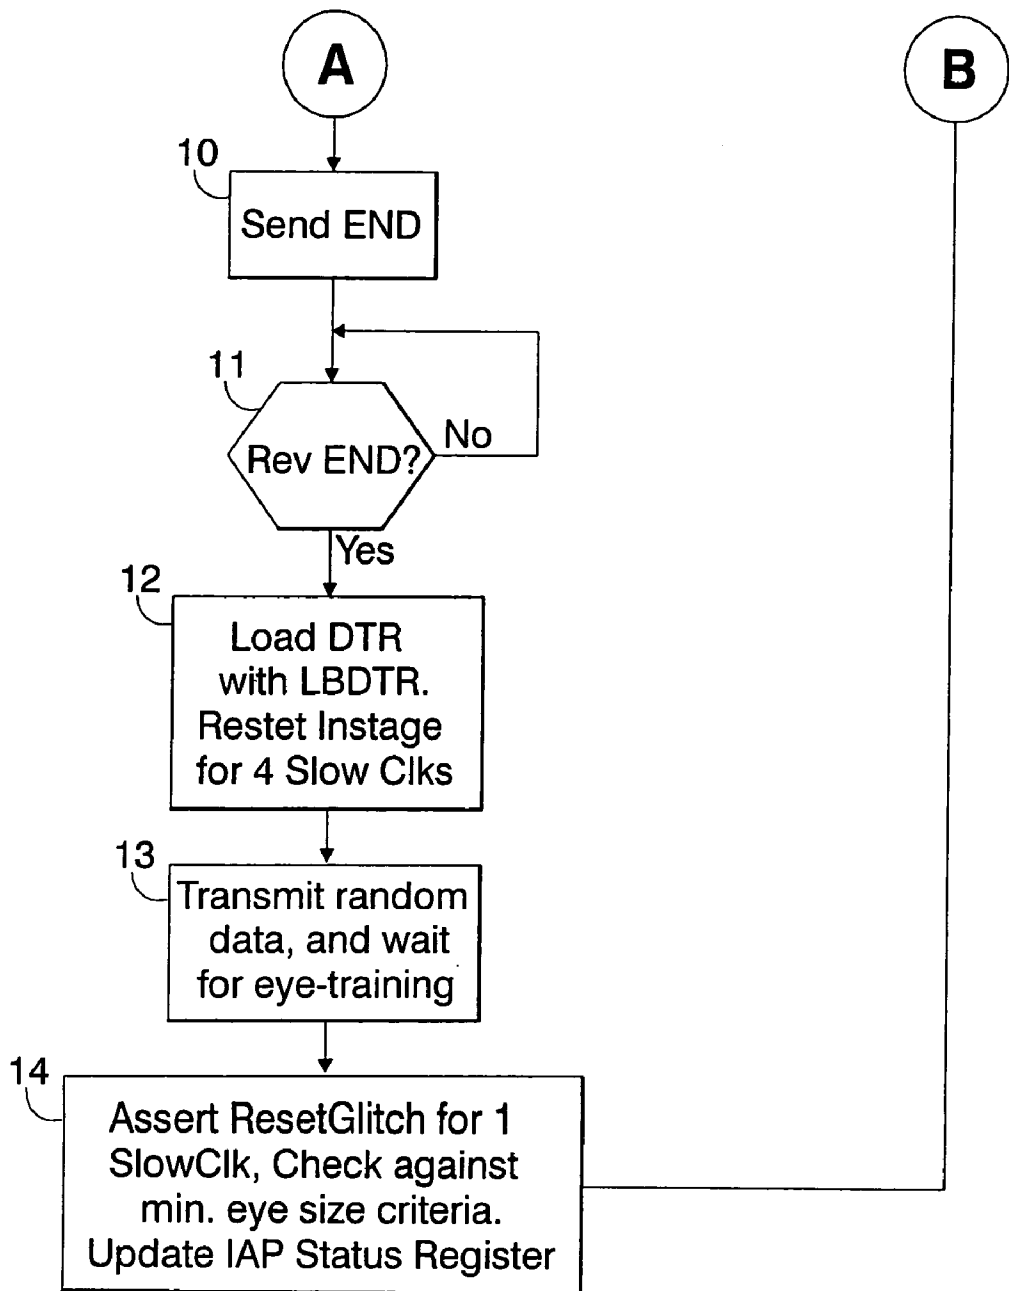 A
B
10
Send END
11
Rev END?
No
Yes
12
Load DTR
with LBDTR.
Restet Instage
for 4 Slow Clks
13
Transmit random
data, and wait
for eye-training
14
Assert ResetGlitch for 1
SlowClk, Check against
min. eye size criteria.
Update IAP Status Register